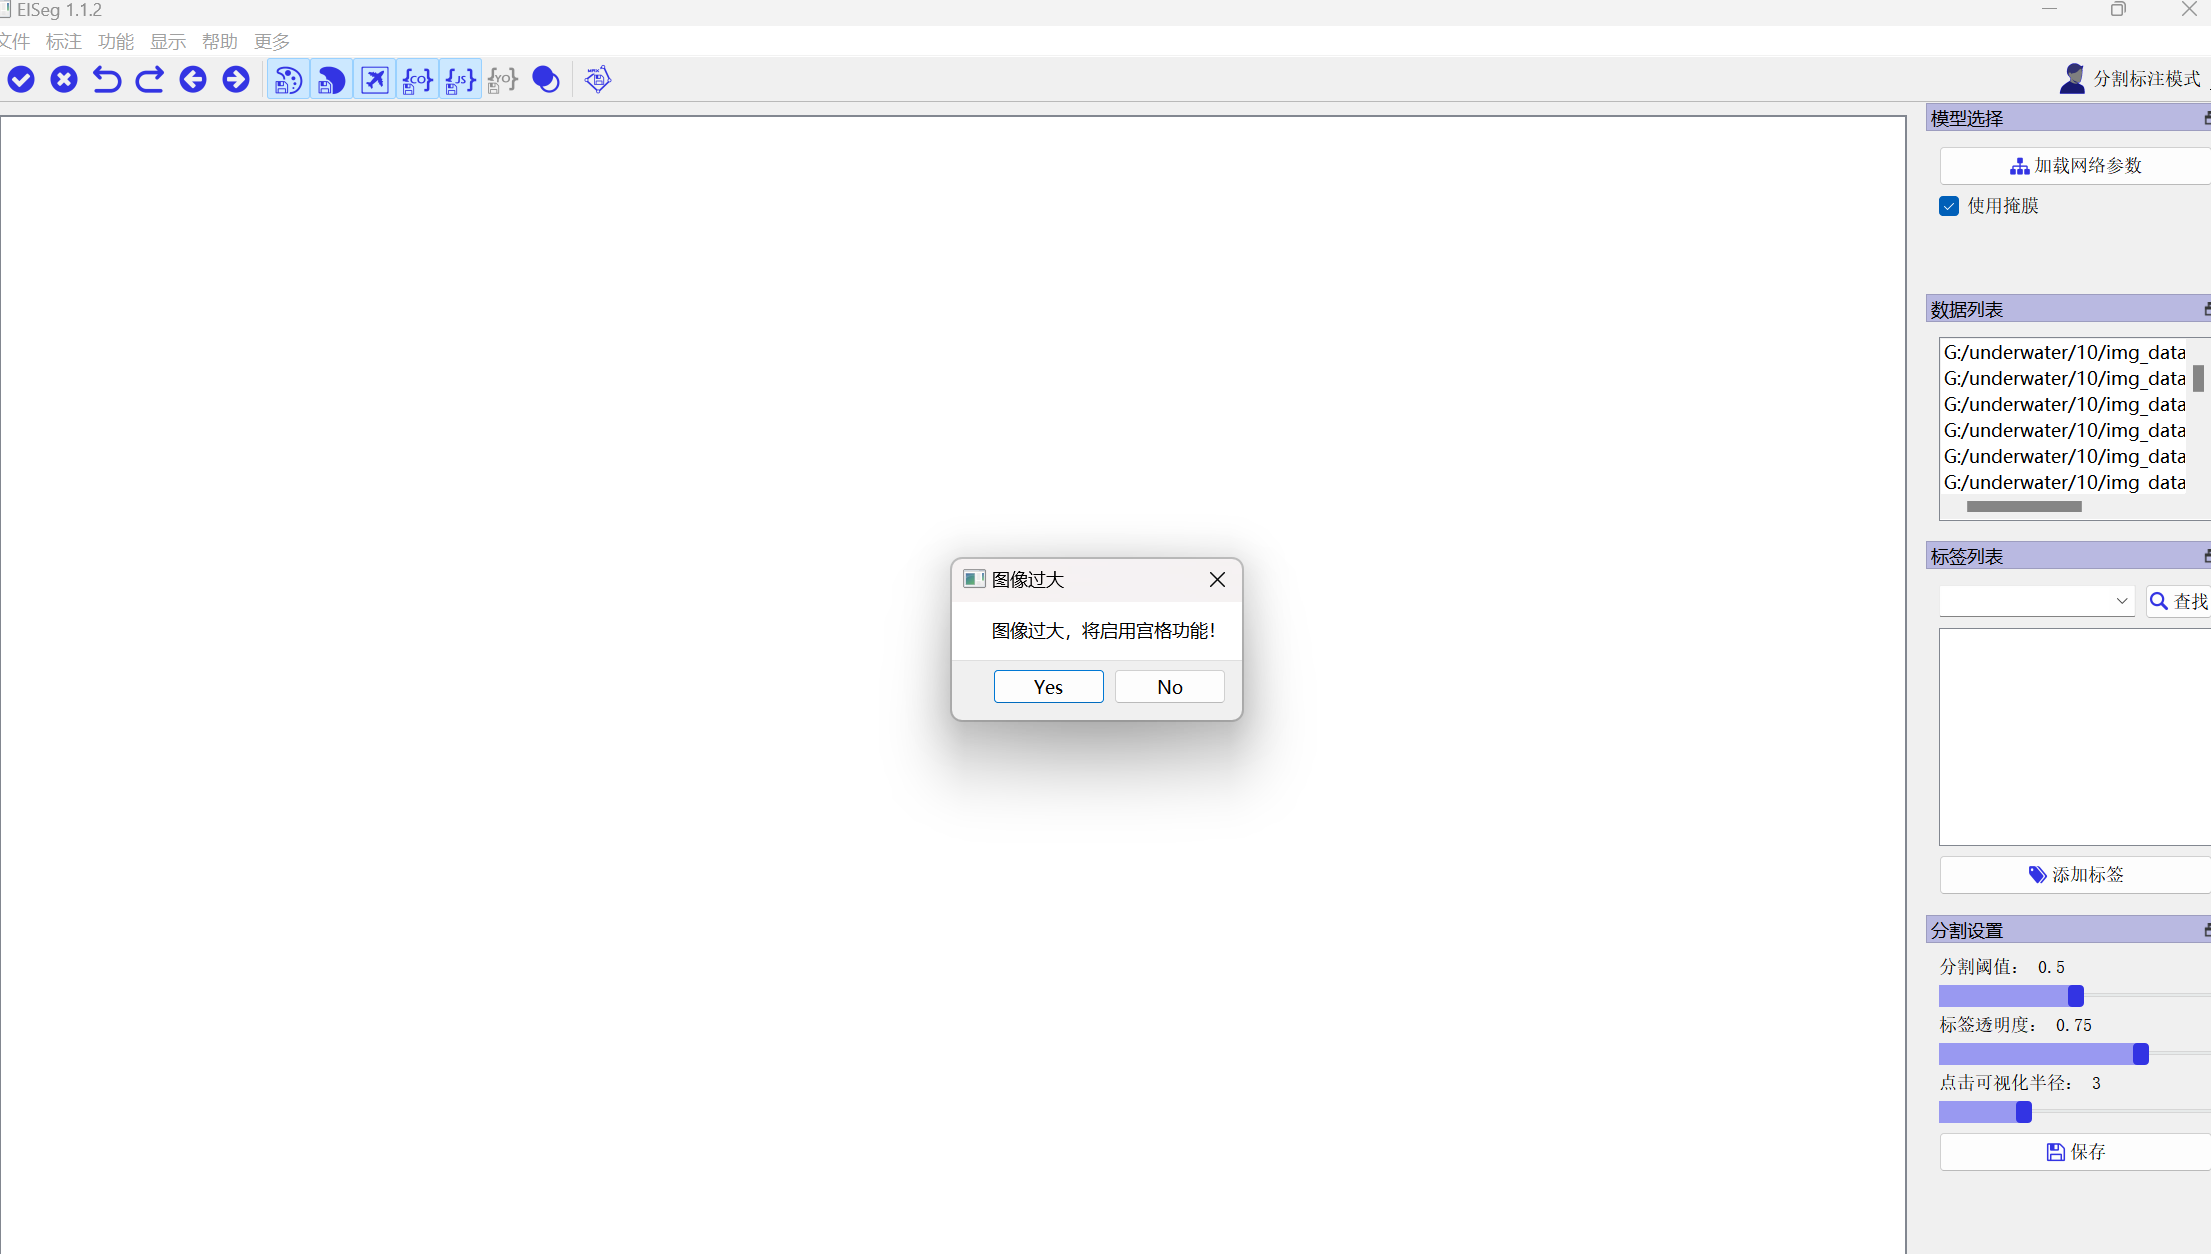 EISeg 1.1.2
文件 标注 功能 显示 帮助 更多
{CO} {JS} {YO}
分割标注模式
模型选择
加载网络参数
使用掩膜
数据列表
G:/underwater/10/img_data
G:/underwater/10/img_data
G:/underwater/10/img_data
G:/underwater/10/img_data
G:/underwater/10/img_data
G:/underwater/10/img_data
标签列表
查找
图像过大
图像过大，将启用宫格功能！
Yes No
添加标签
分割设置
分割阈值： 0.5
标签透明度： 0.75
点击可视化半径： 3
保存